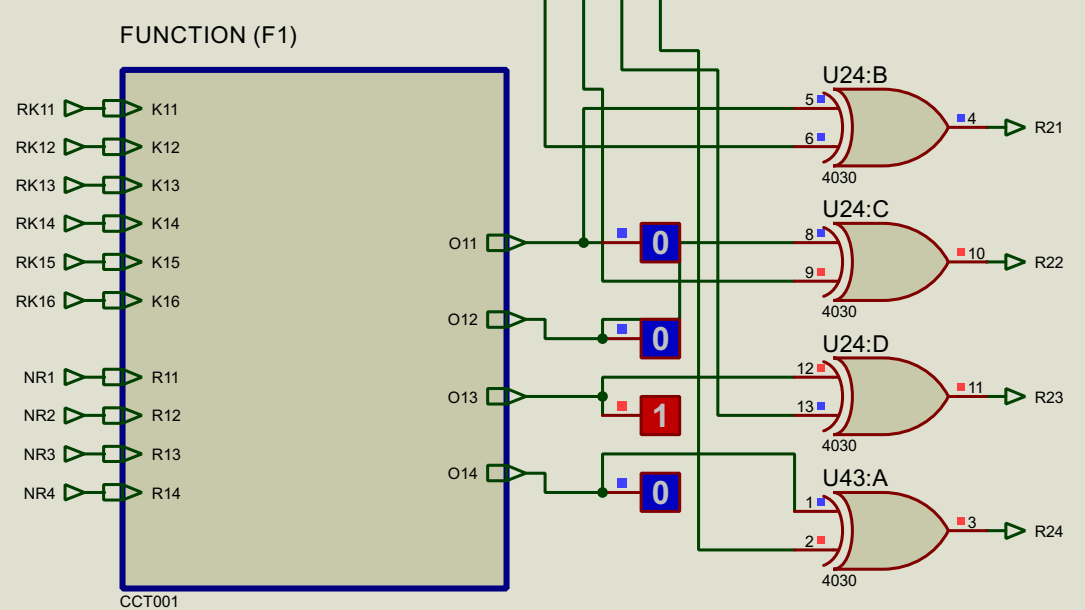 FUNCTION (F1)
RK11 K11
RK12 K12
RK13 K13
RK14 K14
RK15 K15
RK16 K16
NR1 R11
NR2 R12
NR3 R13
NR4 R14
O11 0
O12 0
O13 1
O14 0
CCT001
U24:B
5
6
4
R21
4030
U24:C
8
9
10
R22
4030
U24:D
12
13
11
R23
4030
U43:A
1
2
3
R24
4030